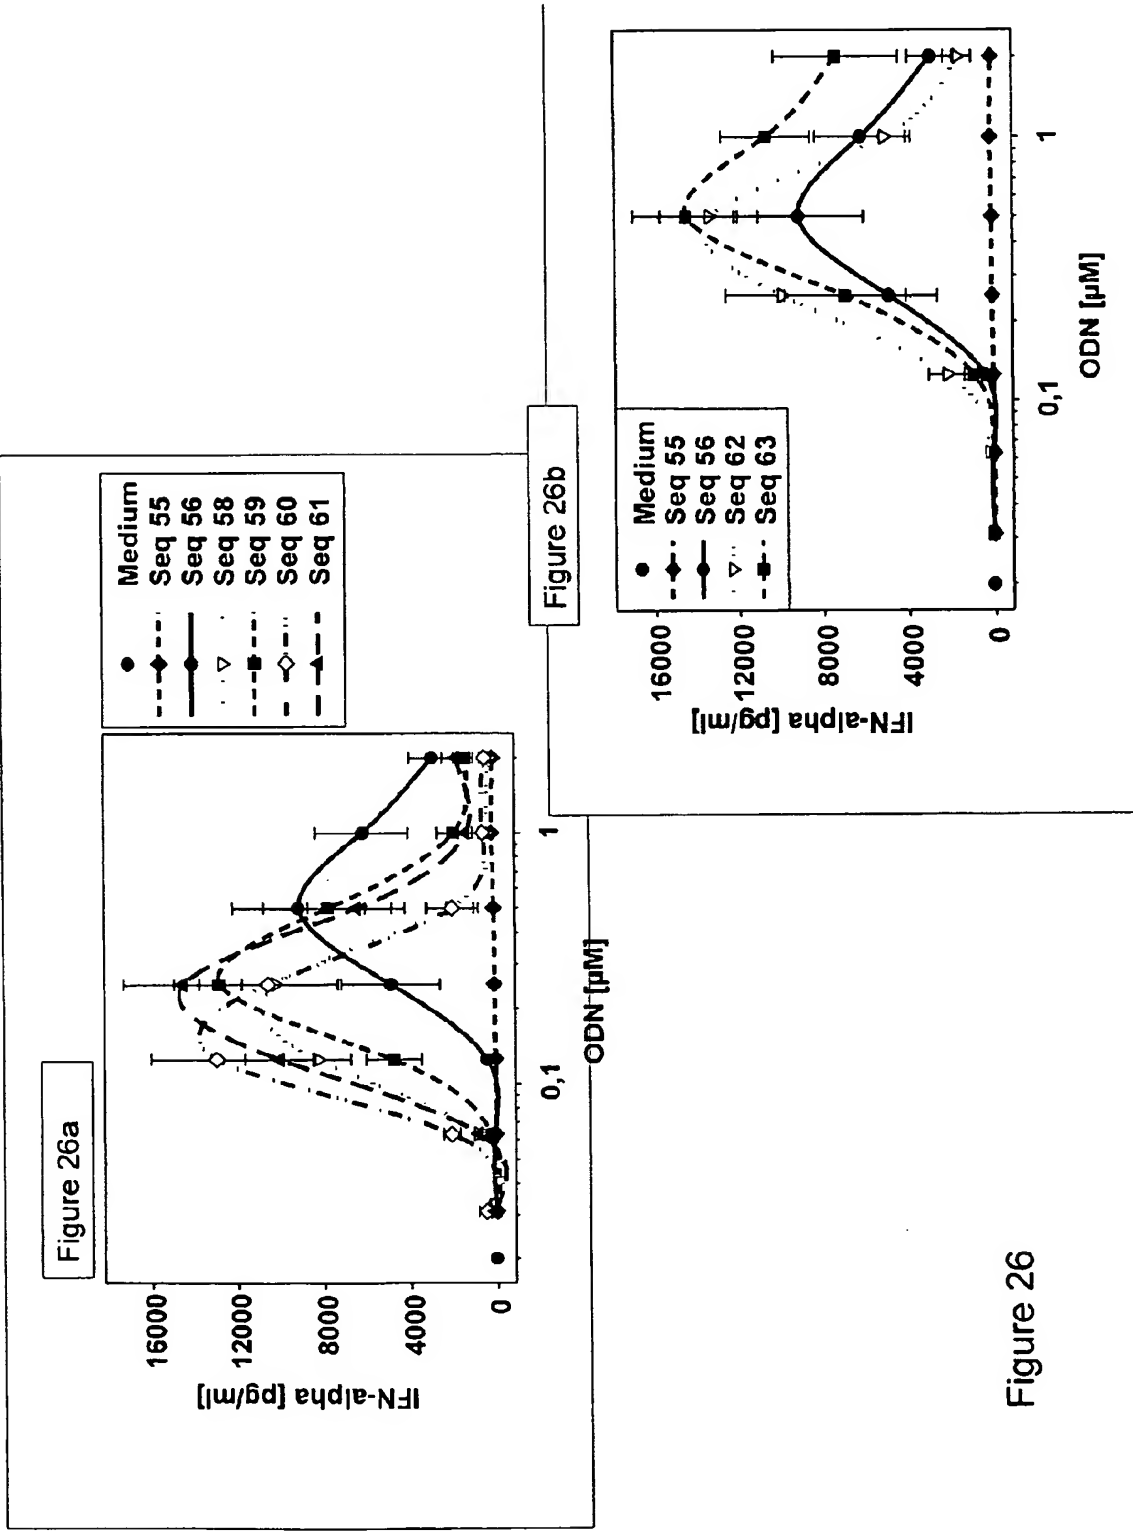 Figure 26a
IFN-alpha [pg/ml]
16000
12000
8000
4000
0
0,1
1
ODN [µM]
Medium
Seq 55
Seq 56
Seq 58
Seq 59
Seq 60
Seq 61
Figure 26b
IFN-alpha [pg/ml]
16000
12000
8000
4000
0
0,1
1
ODN [µM]
Medium
Seq 55
Seq 56
Seq 62
Seq 63
Figure 26